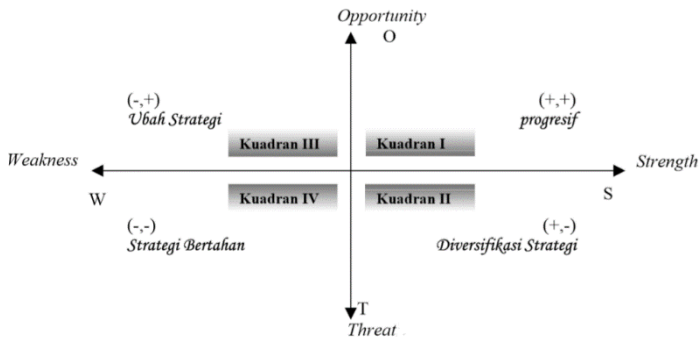 Opportunity
O
(-,+)
Ubah Strategi
(+,+)
progresif
Kuadran III
Kuadran I
Weakness
Strength
W
S
Kuadran IV
Kuadran II
(-,-)
Strategi Bertahan
(+,-)
Diversifikasi Strategi
T
Threat